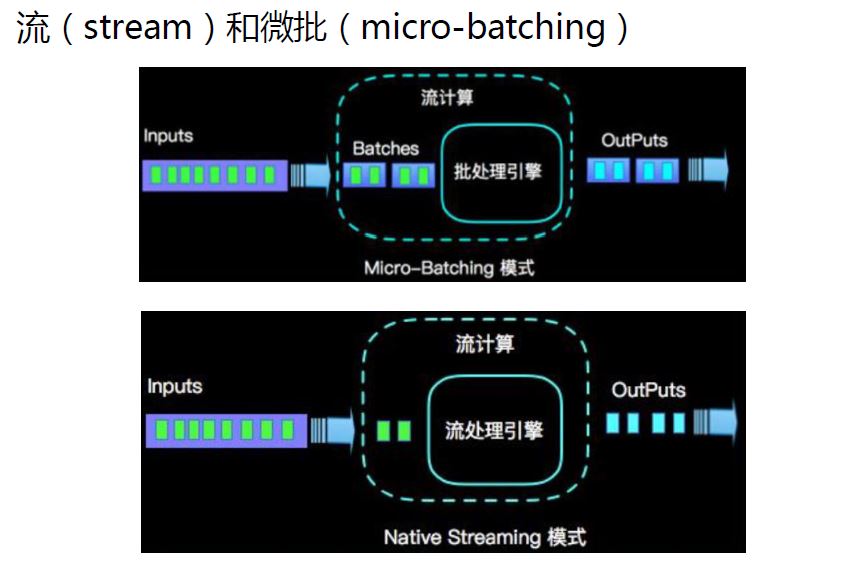 流（stream）和微批（micro-batching）
流计算
Inputs
Batches
批处理引擎
OutPuts
Micro-Batching 模式
流计算
Inputs
流处理引擎
OutPuts
Native Streaming 模式